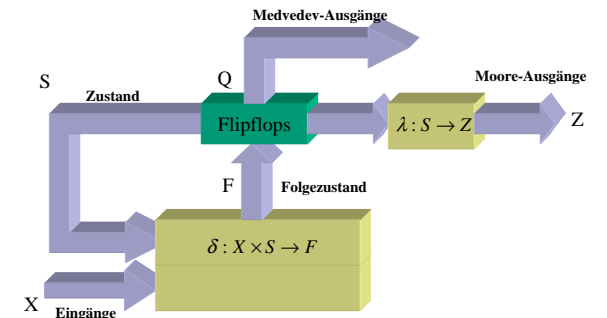 Medvedev-Ausgänge
S
Q
Moore-Ausgänge
Zustand
Flipflops
λ : S → Z
Z
F
Folgezustand
δ : X × S → F
X
Eingänge